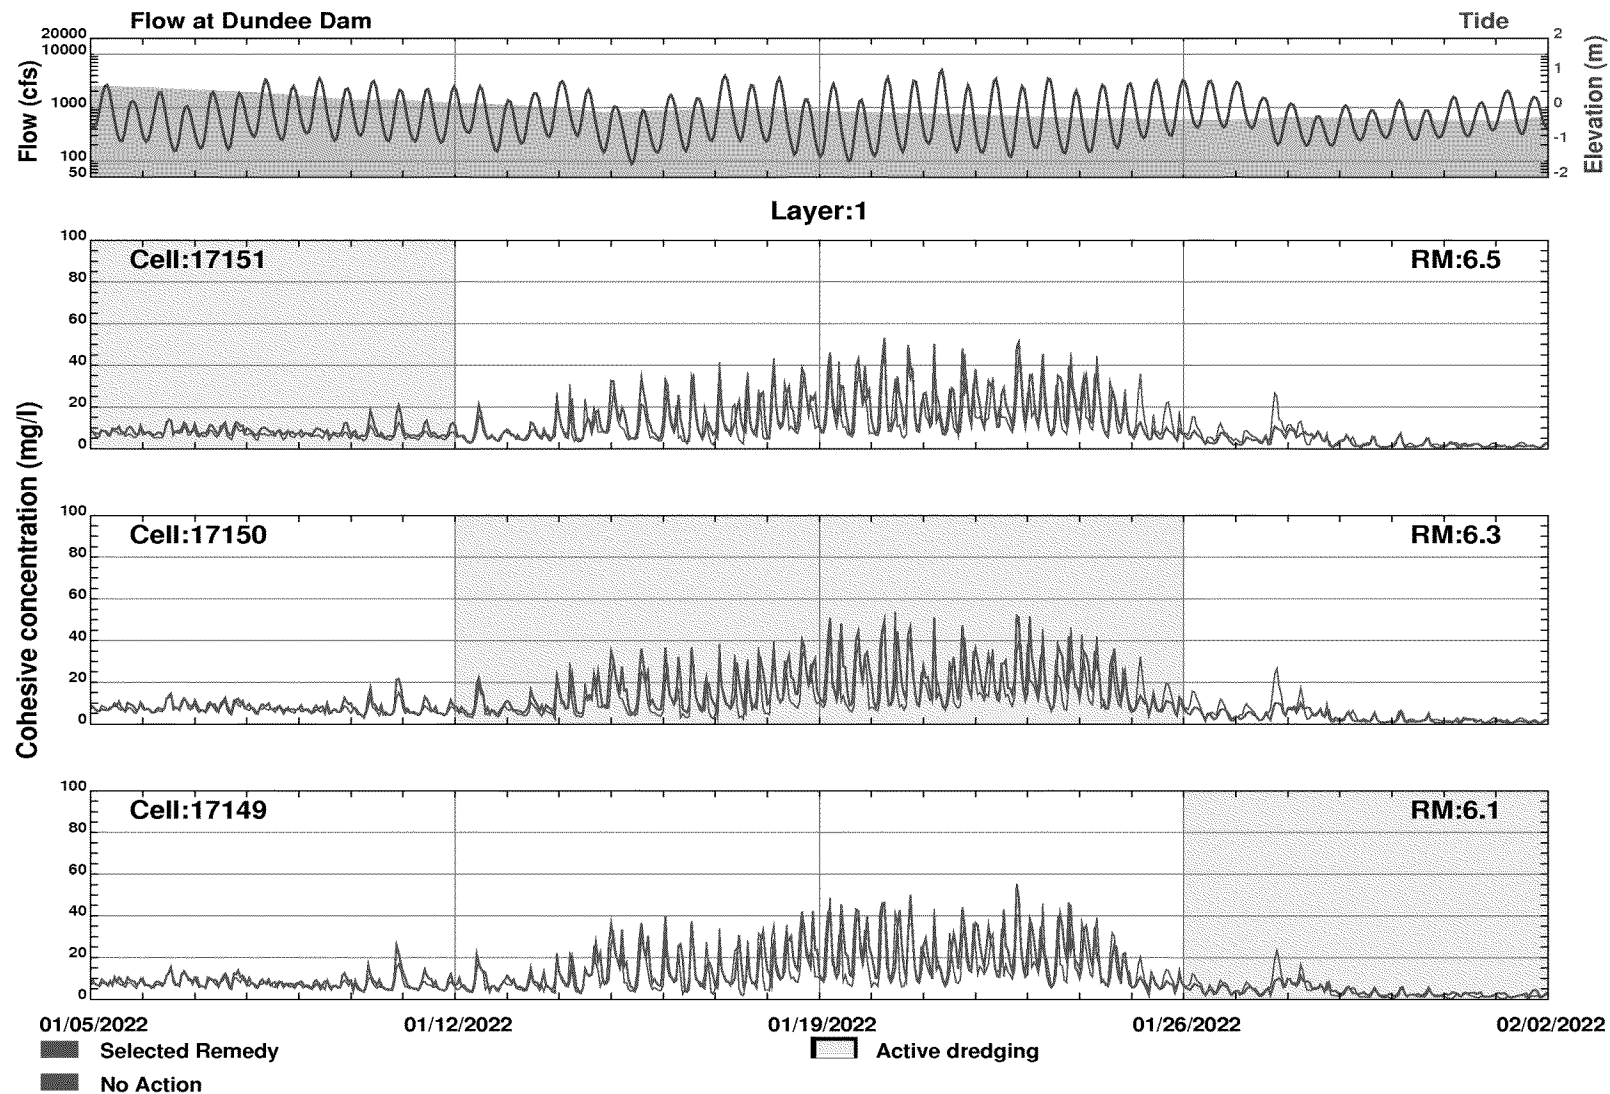 Flow at Dundee Dam
Tide
Flow (cfs)
20000
10000
1000
100
50
2
1
0
-1
-2
Elevation (m)
Layer:1
Cohesive concentration (mg/l)
100
80
60
40
20
0
Cell:17151
RM:6.5
100
80
60
40
20
0
Cell:17150
RM:6.3
100
80
60
40
20
0
Cell:17149
RM:6.1
01/05/2022 01/12/2022 01/19/2022 01/26/2022 02/02/2022
Selected Remedy
Active dredging
No Action